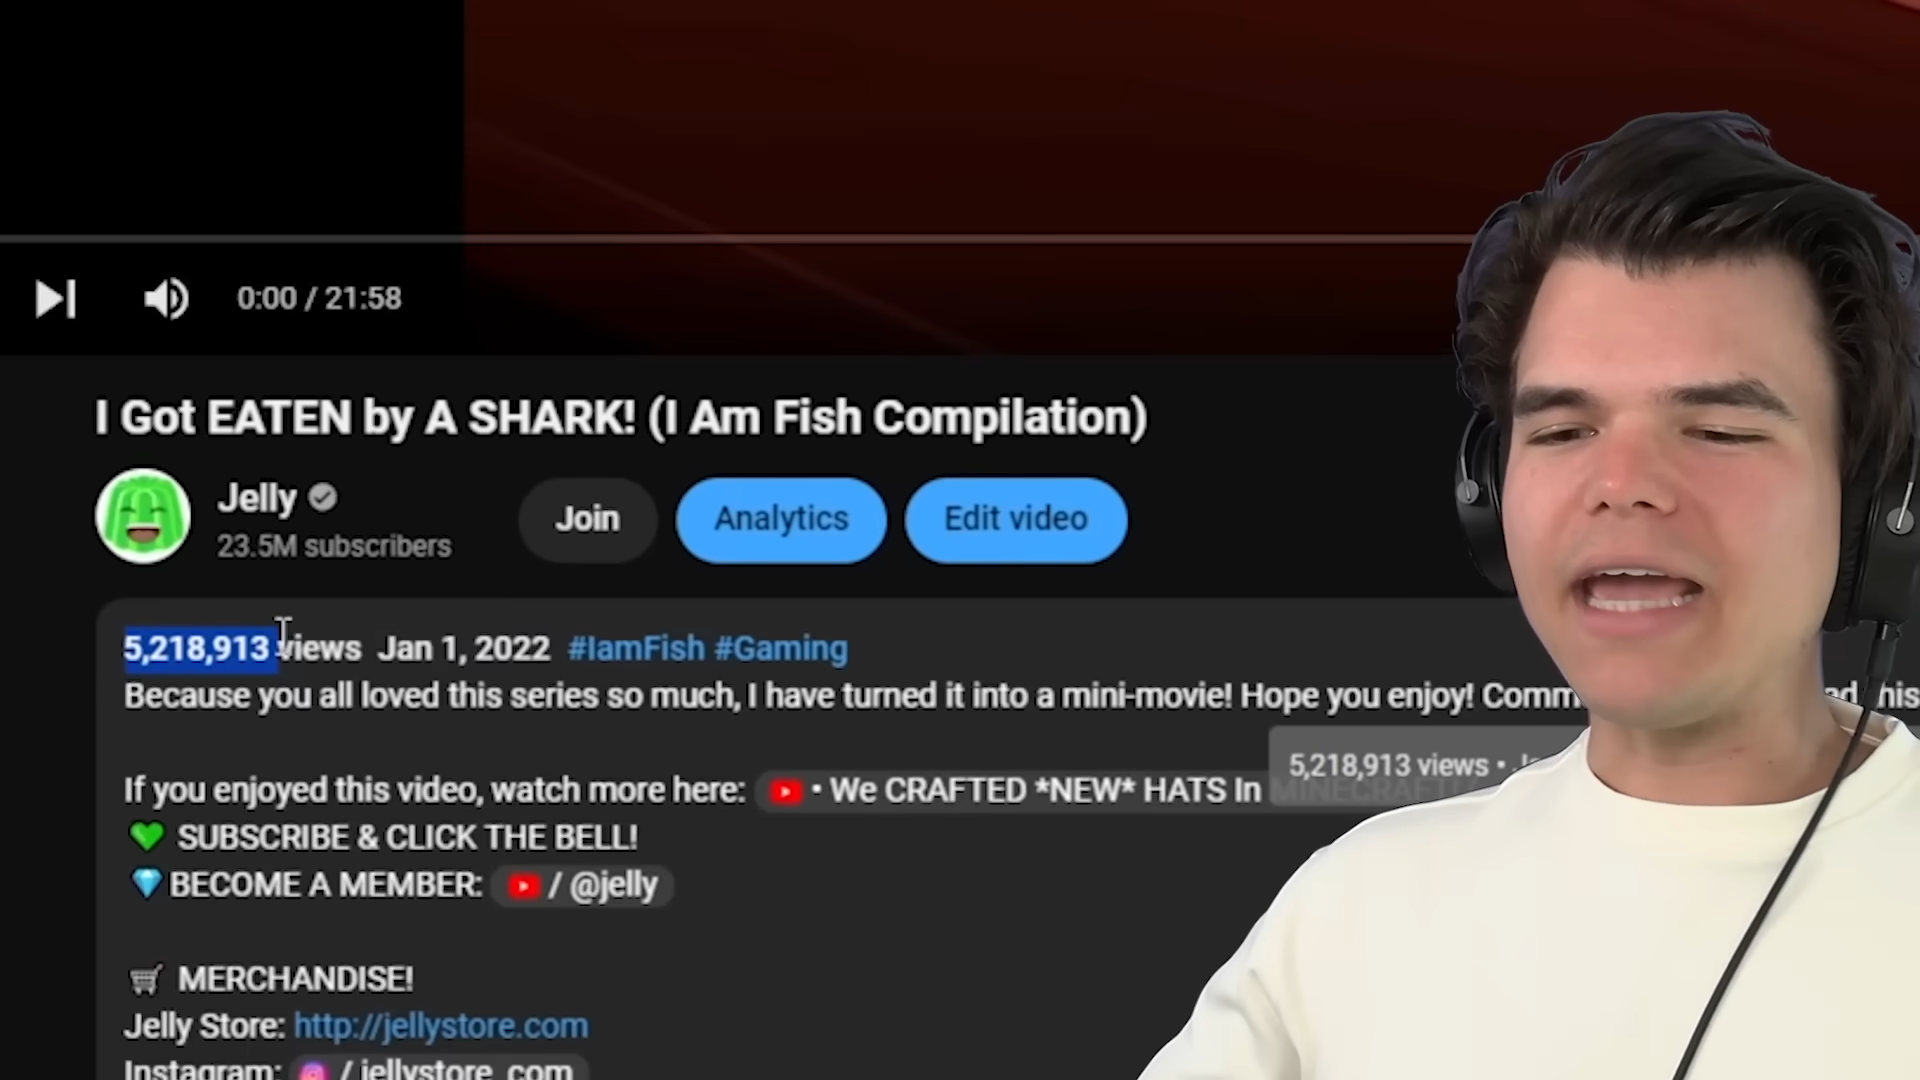 0:00 / 21:58
I Got EATEN by A SHARK! (I Am Fish Compilation)
Jelly
23.5M subscribers
Join
Analytics
Edit video
5,218,913 views Jan 1, 2022 #IamFish #Gaming
Because you all loved this series so much, I have turned it into a mini-movie! Hope you enjoy! Comm
5,218,913 views •
If you enjoyed this video, watch more here: • We CRAFTED *NEW* HATS In MINECRAFT!
SUBSCRIBE & CLICK THE BELL!
BECOME A MEMBER: / @jelly
MERCHANDISE!
Jelly Store: http://jellystore.com
Instagram: / jellystore_com